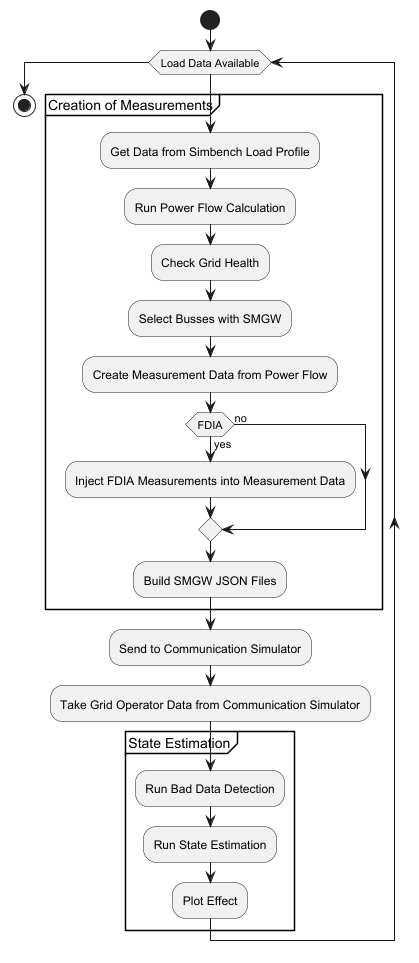 Load Data Available
Creation of Measurements
Get Data from Simbench Load Profile
Run Power Flow Calculation
Check Grid Health
Select Busses with SMGW
Create Measurement Data from Power Flow
FDIA
no
yes
Inject FDIA Measurements into Measurement Data
Build SMGW JSON Files
Send to Communication Simulator
Take Grid Operator Data from Communication Simulator
State Estimation
Run Bad Data Detection
Run State Estimation
Plot Effect